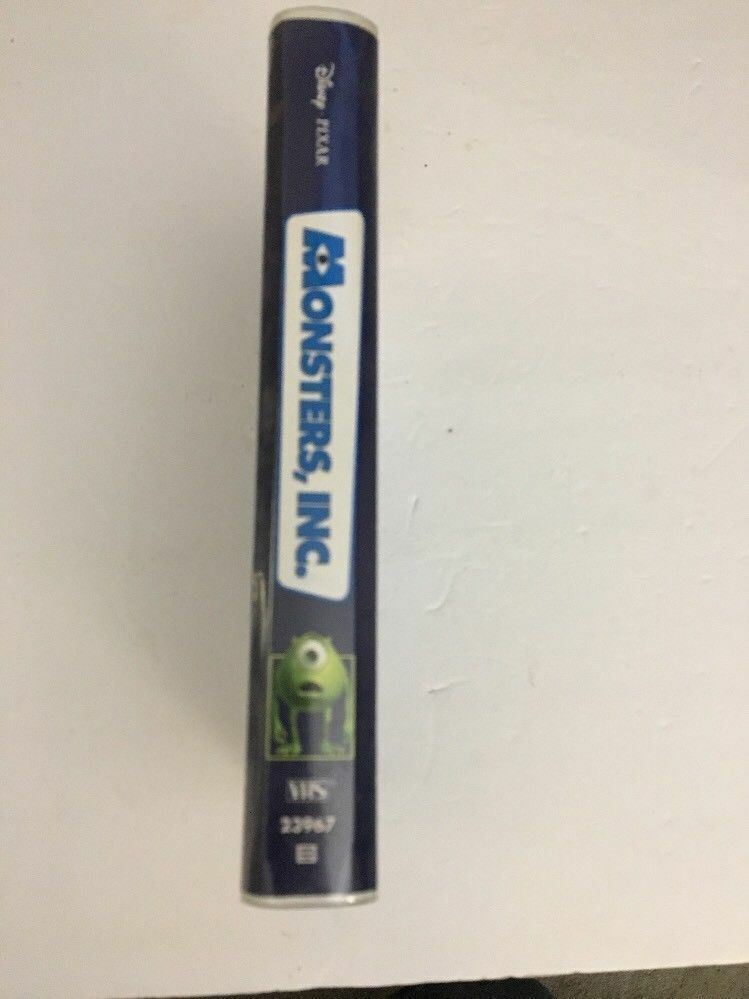 Disney PIXAR
MONSTERS, INC.
VHS
23967